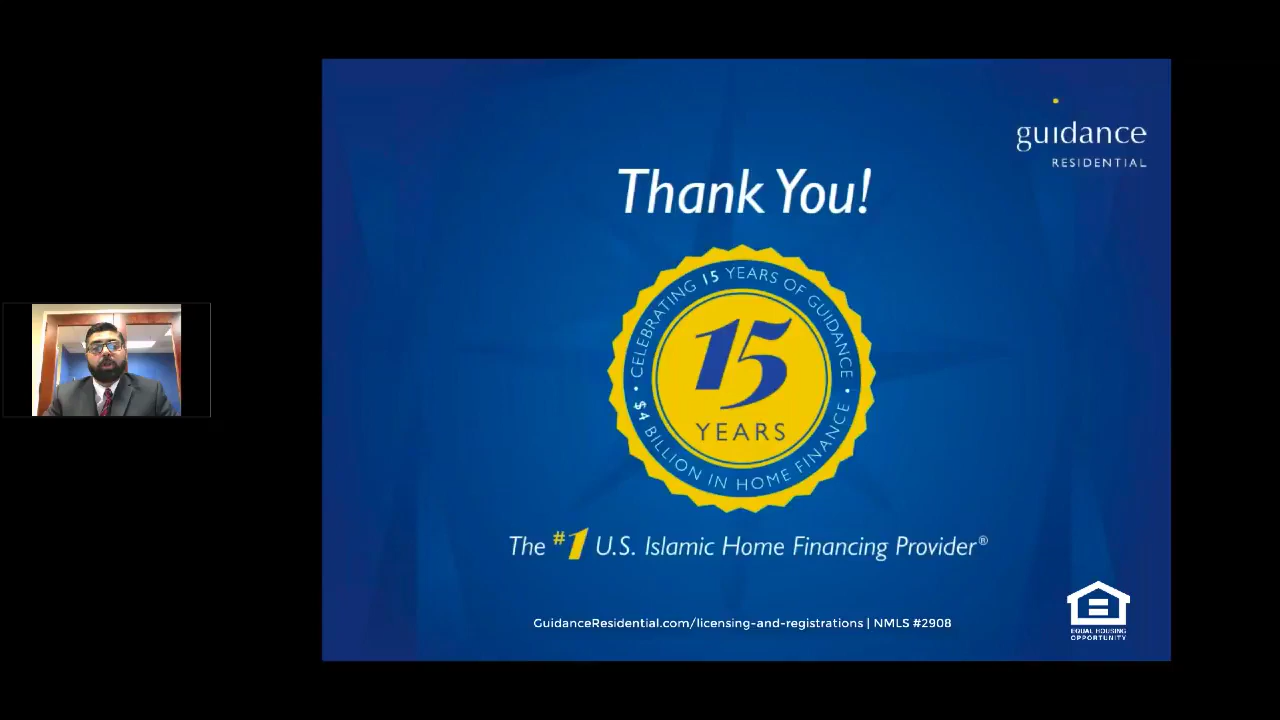 guidance
RESIDENTIAL
Thank You!
CELEBRATING 15 YEARS OF GUIDANCE
15
YEARS
$4 BILLION IN HOME FINANCE
The #1 U.S. Islamic Home Financing Provider®
GuidanceResidential.com/licensing-and-registrations | NMLS #2908
EQUAL HOUSING
OPPORTUNITY